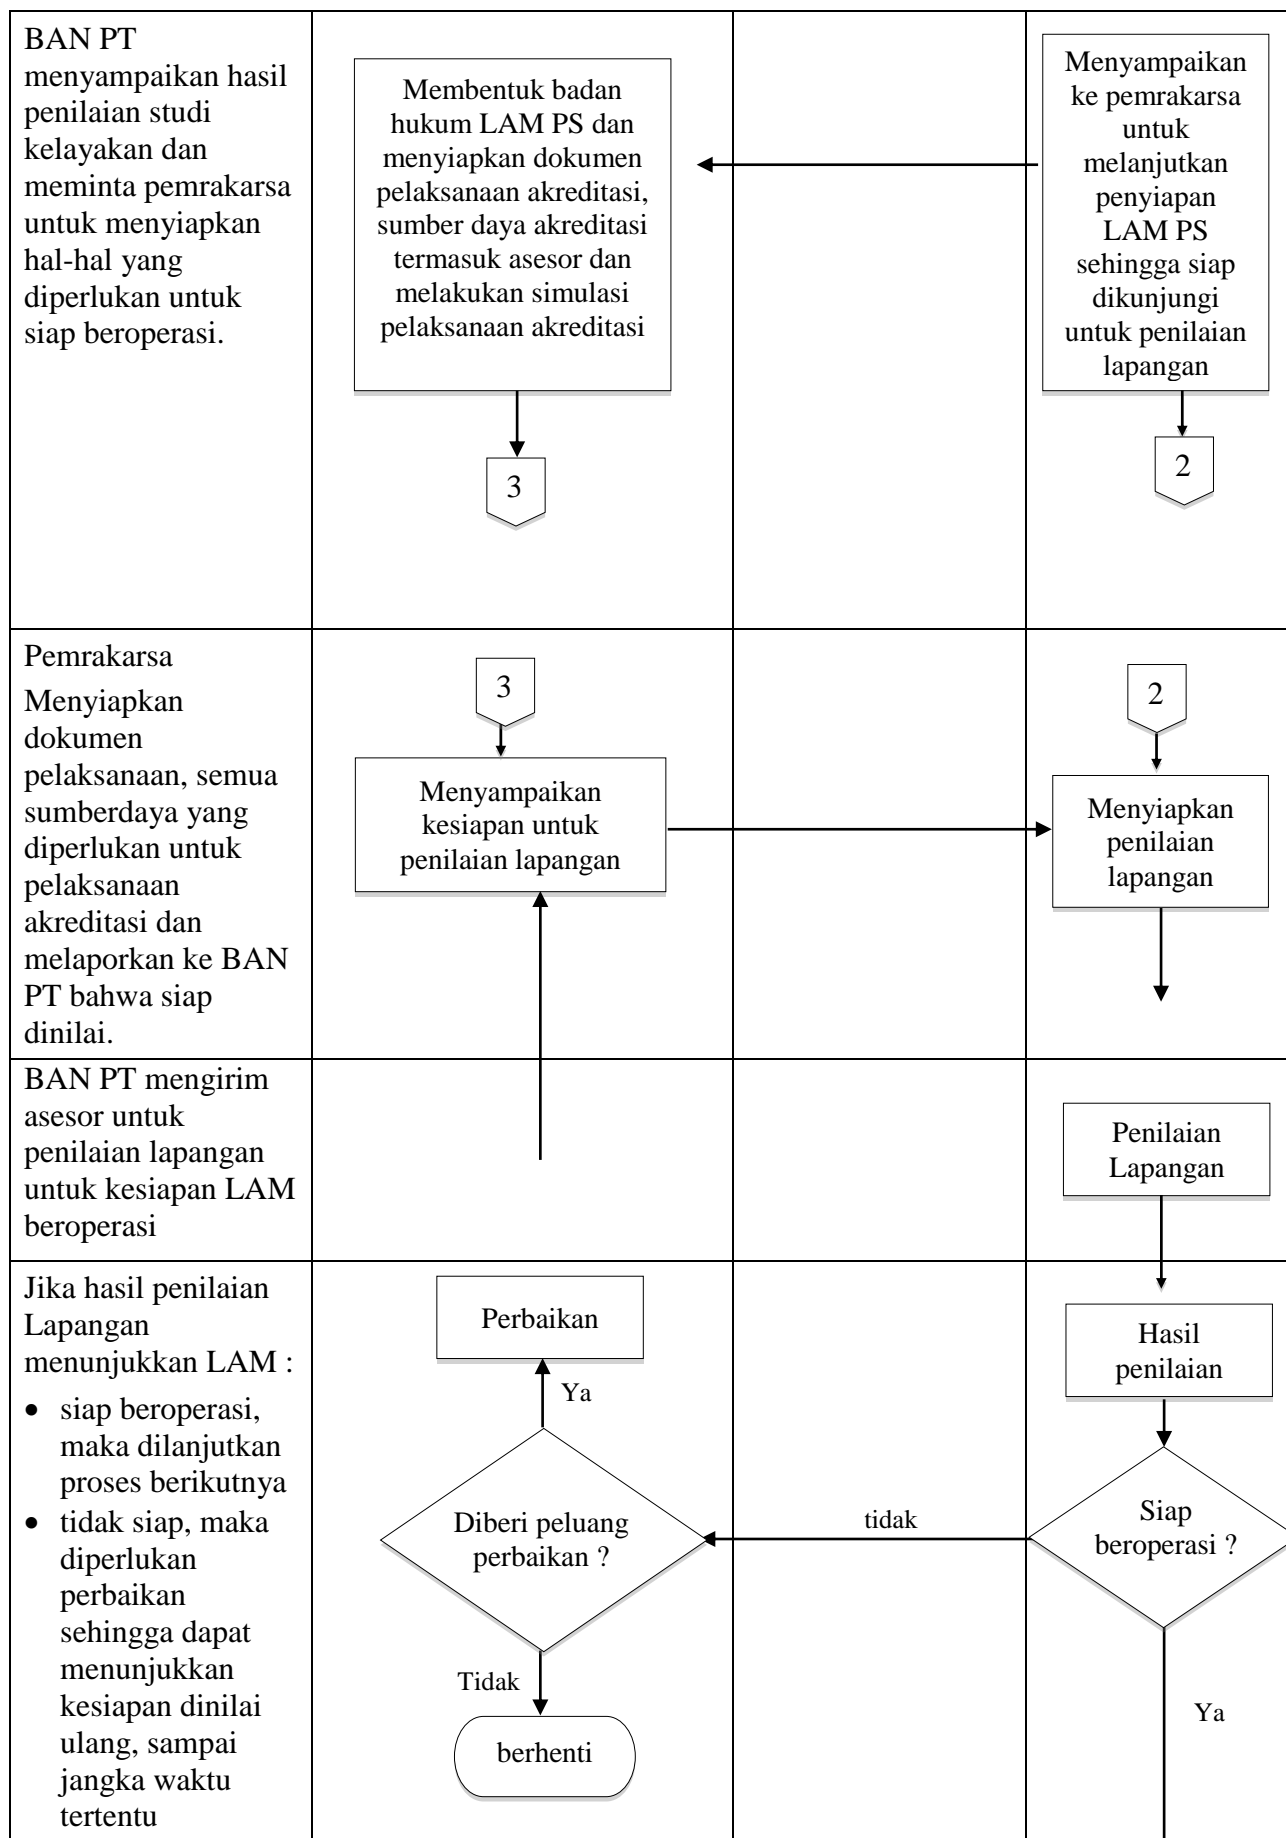 BAN PT
menyampaikan hasil
penilaian studi
kelayakan dan
meminta pemrakarsa
untuk menyiapkan
hal-hal yang
diperlukan untuk
siap beroperasi.
Membentuk badan
hukum LAM PS dan
menyiapkan dokumen
pelaksanaan akreditasi,
sumber daya akreditasi
termasuk asesor dan
melakukan simulasi
pelaksanaan akreditasi
3
Menyampaikan
ke pemrakarsa
untuk
melanjutkan
penyiapan
LAM PS
sehingga siap
dikunjungi
untuk penilaian
lapangan
2
Pemrakarsa
Menyiapkan
dokumen
pelaksanaan, semua
sumberdaya yang
diperlukan untuk
pelaksanaan
akreditasi dan
melaporkan ke BAN
PT bahwa siap
dinilai.
3
Menyampaikan
kesiapan untuk
penilaian lapangan
2
Menyiapkan
penilaian
lapangan
BAN PT mengirim
asesor untuk
penilaian lapangan
untuk kesiapan LAM
beroperasi
Penilaian
Lapangan
Jika hasil penilaian
Lapangan
menunjukkan LAM :
• siap beroperasi,
maka dilanjutkan
proses berikutnya
• tidak siap, maka
diperlukan
perbaikan
sehingga dapat
menunjukkan
kesiapan dinilai
ulang, sampai
jangka waktu
tertentu
Perbaikan
Ya
Diberi peluang
perbaikan ?
Tidak
berhenti
tidak
Hasil
penilaian
Siap
beroperasi ?
Ya